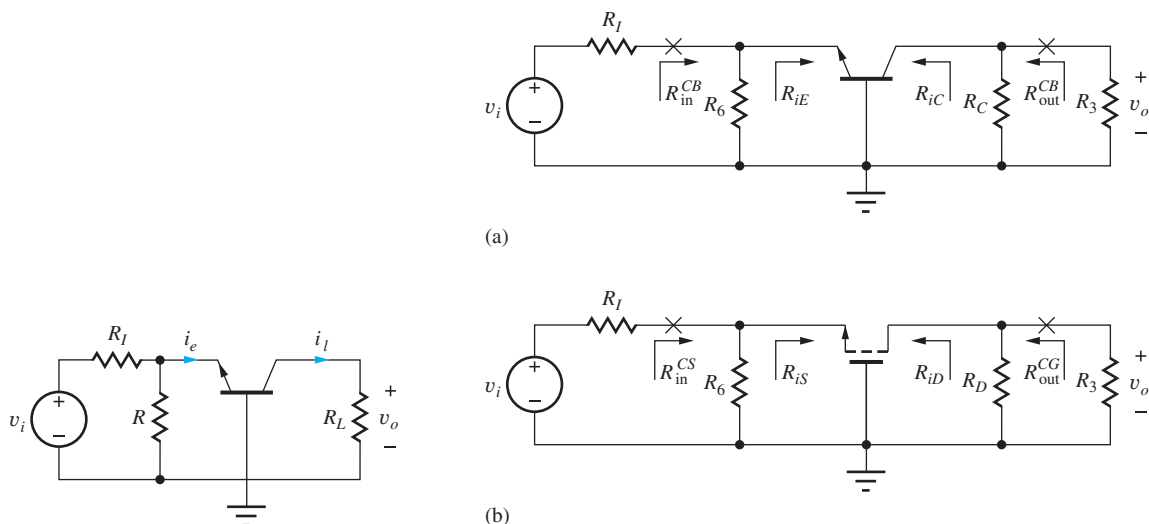 R_I
+
−
v_i
R_in^CB
R_6
R_iE
R_iC
R_C
R_out^CB
R_3
+
v_o
−
(a)
R_I
+
−
v_i
R_in^CS
R_6
R_iS
R_iD
R_D
R_out^CG
R_3
+
v_o
−
(b)
R_I
i_e
i_l
+
−
v_i
R
R_L
+
v_o
−